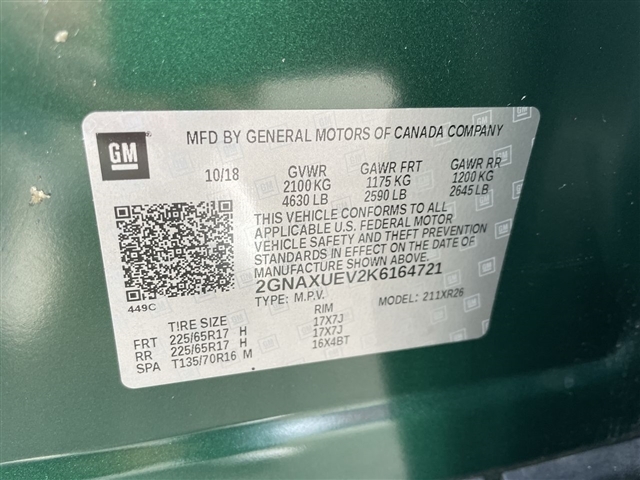 GM
MFD BY GENERAL MOTORS OF CANADA COMPANY
10/18 GVWR GAWR FRT GAWR RR
2100 KG 1175 KG 1200 KG
4630 LB 2590 LB 2645 LB
THIS VEHICLE CONFORMS TO ALL
APPLICABLE U.S. FEDERAL MOTOR
VEHICLE SAFETY AND THEFT PREVENTION
STANDARDS IN EFFECT ON THE DATE OF
MANUFACTURE SHOWN ABOVE.
2GNAXUEV2K6164721
449C TYPE: M.P.V. MODEL: 211XR26
TIRE SIZE RIM
FRT 225/65R17 H 17X7J
RR 225/65R17 H 17X7J
SPA T135/70R16 M 16X4BT